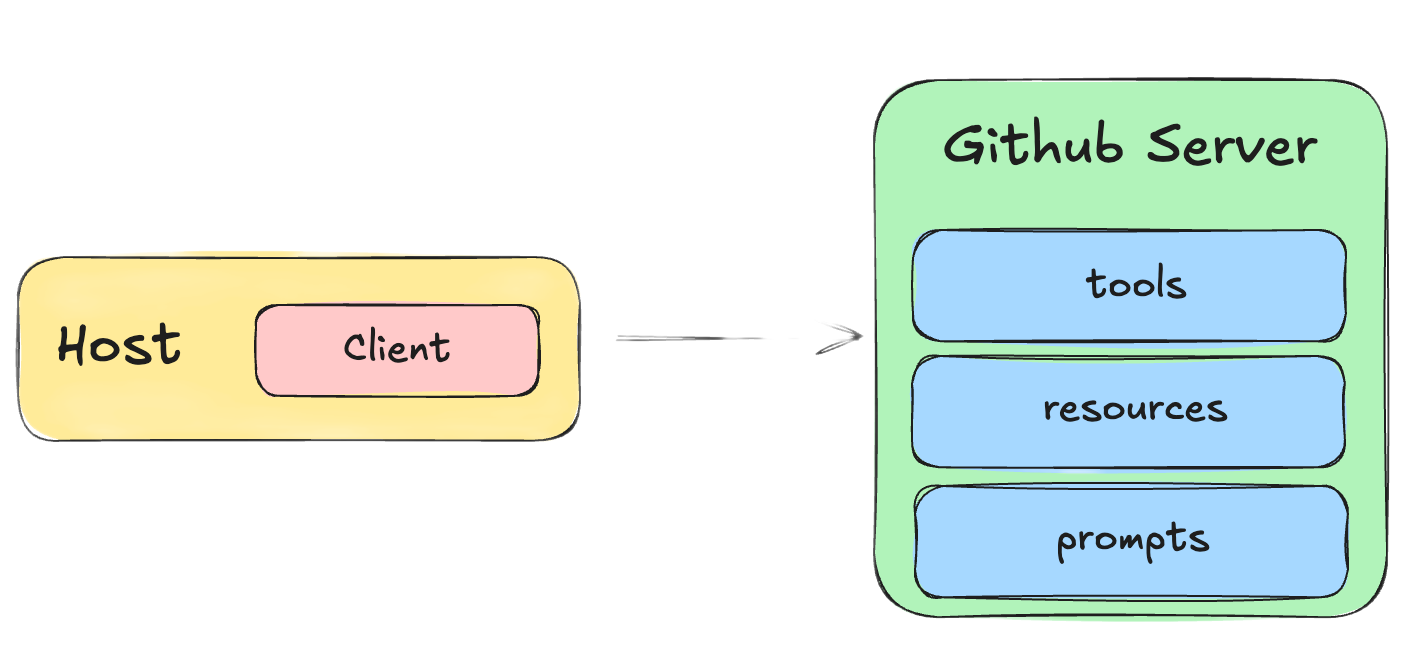 Host
Client
Github Server
tools
resources
prompts